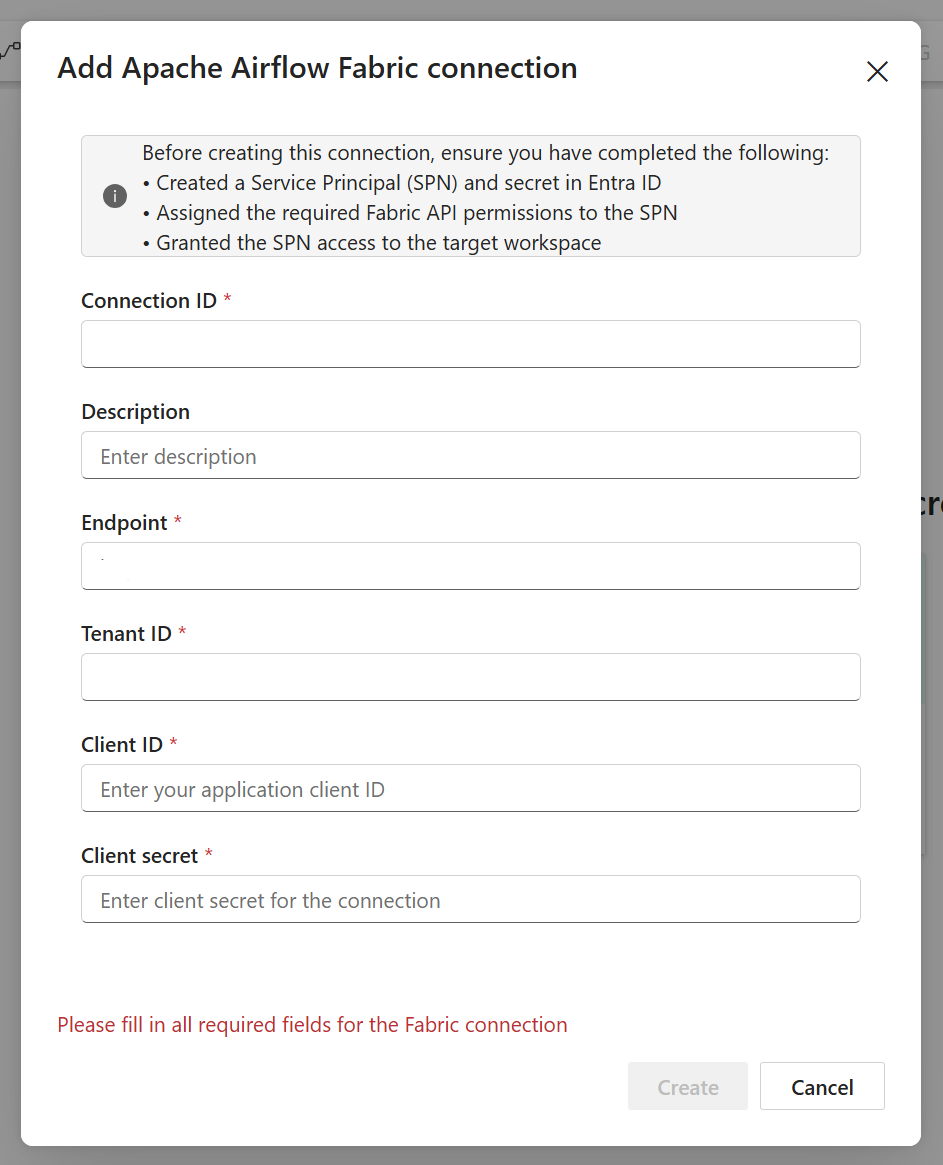 Add Apache Airflow Fabric connection
Before creating this connection, ensure you have completed the following:
• Created a Service Principal (SPN) and secret in Entra ID
• Assigned the required Fabric API permissions to the SPN
• Granted the SPN access to the target workspace
Connection ID *
Description
Enter description
Endpoint *
Tenant ID *
Client ID *
Enter your application client ID
Client secret *
Enter client secret for the connection
Please fill in all required fields for the Fabric connection
Create
Cancel